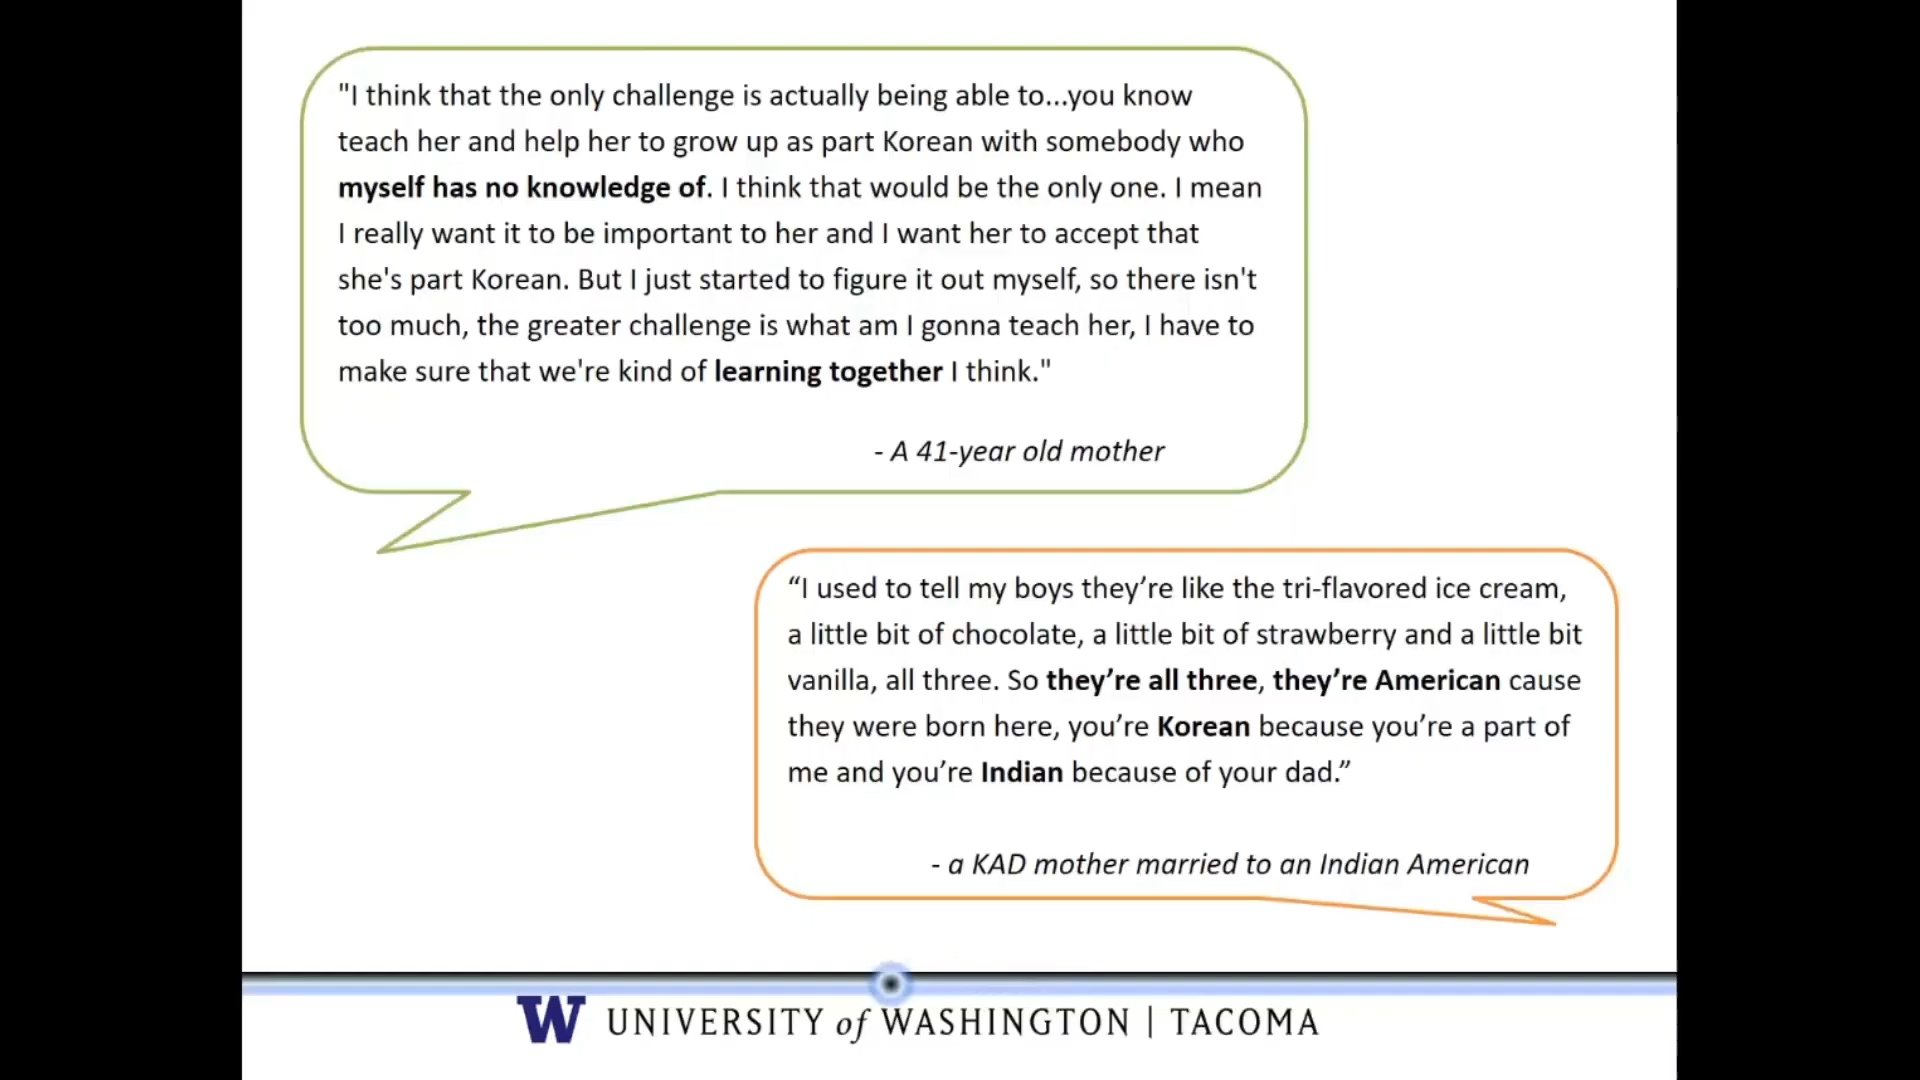 "I think that the only challenge is actually being able to...you know
teach her and help her to grow up as part Korean with somebody who
myself has no knowledge of. I think that would be the only one. I mean
I really want it to be important to her and I want her to accept that
she's part Korean. But I just started to figure it out myself, so there isn't
too much, the greater challenge is what am I gonna teach her, I have to
make sure that we're kind of learning together I think."
- A 41-year old mother
“I used to tell my boys they’re like the tri-flavored ice cream,
a little bit of chocolate, a little bit of strawberry and a little bit
vanilla, all three. So they’re all three, they’re American cause
they were born here, you’re Korean because you’re a part of
me and you’re Indian because of your dad.”
- a KAD mother married to an Indian American
W UNIVERSITY of WASHINGTON | TACOMA